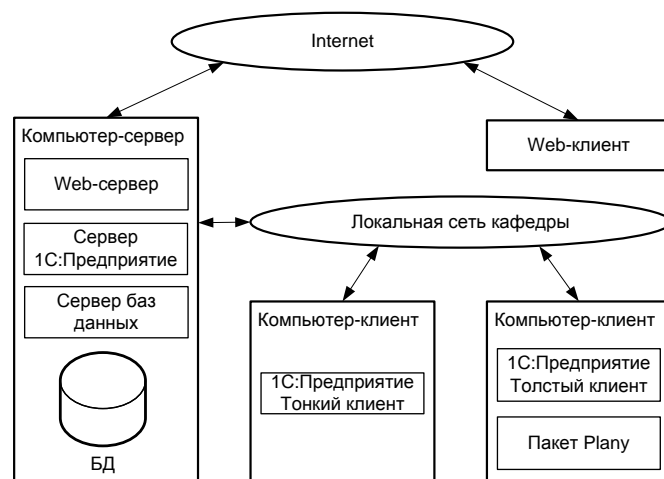 Internet
Компьютер-сервер
Web-сервер
Сервер
1С:Предприятие
Сервер баз
данных
БД
Web-клиент
Локальная сеть кафедры
Компьютер-клиент
1С:Предприятие
Тонкий клиент
Компьютер-клиент
1С:Предприятие
Толстый клиент
Пакет Plany